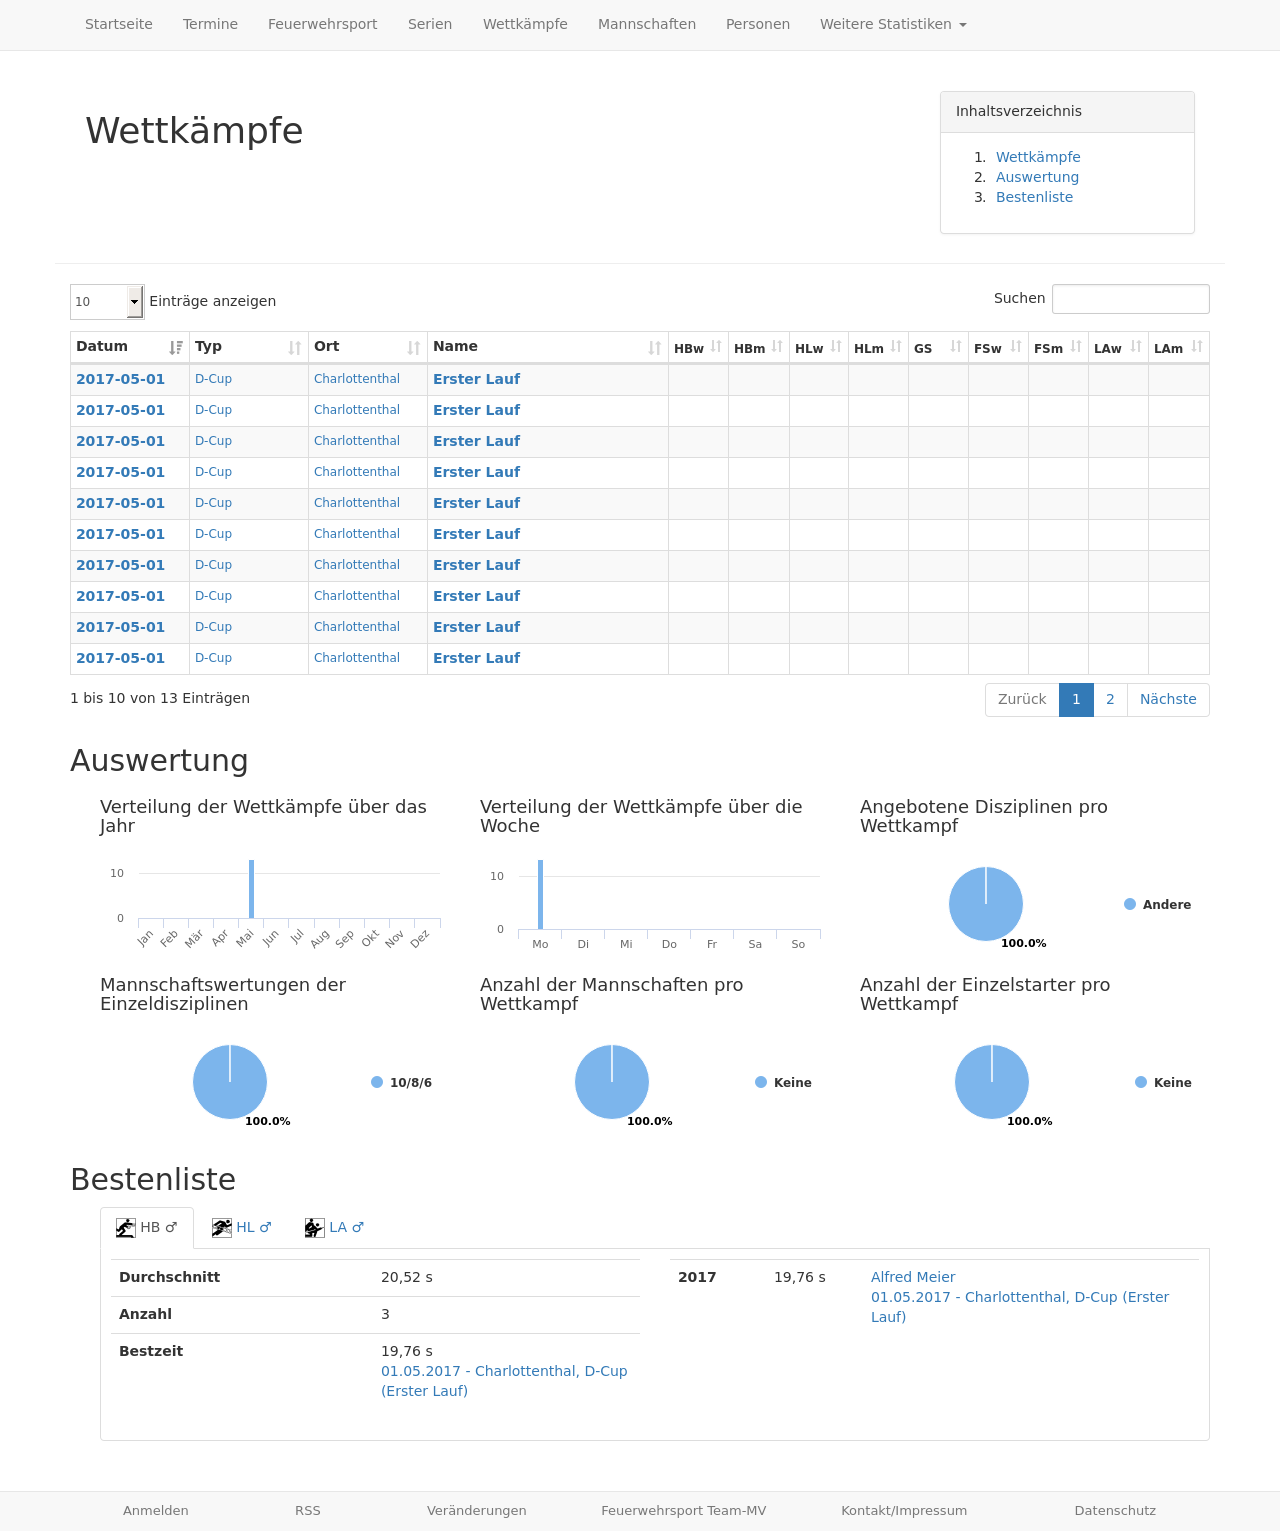 Startseite Termine Feuerwehrsport Serien Wettkämpfe Mannschaften Personen Weitere Statistiken
Wettkämpfe
Inhaltsverzeichnis
1. Wettkämpfe
2. Auswertung
3. Bestenliste
10 Einträge anzeigen
Suchen
Datum Typ Ort Name HBw HBm HLw HLm GS FSw FSm LAw LAm
2017-05-01 D-Cup Charlottenthal Erster Lauf
2017-05-01 D-Cup Charlottenthal Erster Lauf
2017-05-01 D-Cup Charlottenthal Erster Lauf
2017-05-01 D-Cup Charlottenthal Erster Lauf
2017-05-01 D-Cup Charlottenthal Erster Lauf
2017-05-01 D-Cup Charlottenthal Erster Lauf
2017-05-01 D-Cup Charlottenthal Erster Lauf
2017-05-01 D-Cup Charlottenthal Erster Lauf
2017-05-01 D-Cup Charlottenthal Erster Lauf
2017-05-01 D-Cup Charlottenthal Erster Lauf
1 bis 10 von 13 Einträgen
Zurück 1 2 Nächste
Auswertung
Verteilung der Wettkämpfe über das
Jahr
10
0
Jan Feb Mär Apr Mai Jun Jul Aug Sep Okt Nov Dez
Verteilung der Wettkämpfe über die
Woche
10
0
Mo Di Mi Do Fr Sa So
Angebotene Disziplinen pro
Wettkampf
Andere
100.0%
Mannschaftswertungen der
Einzeldisziplinen
10/8/6
100.0%
Anzahl der Mannschaften pro
Wettkampf
Keine
100.0%
Anzahl der Einzelstarter pro
Wettkampf
Keine
100.0%
Bestenliste
HB ♂ HL ♂ LA ♂
Durchschnitt 20,52 s
Anzahl 3
Bestzeit 19,76 s
01.05.2017 - Charlottenthal, D-Cup
(Erster Lauf)
2017 19,76 s Alfred Meier
01.05.2017 - Charlottenthal, D-Cup (Erster
Lauf)
Anmelden RSS Veränderungen Feuerwehrsport Team-MV Kontakt/Impressum Datenschutz